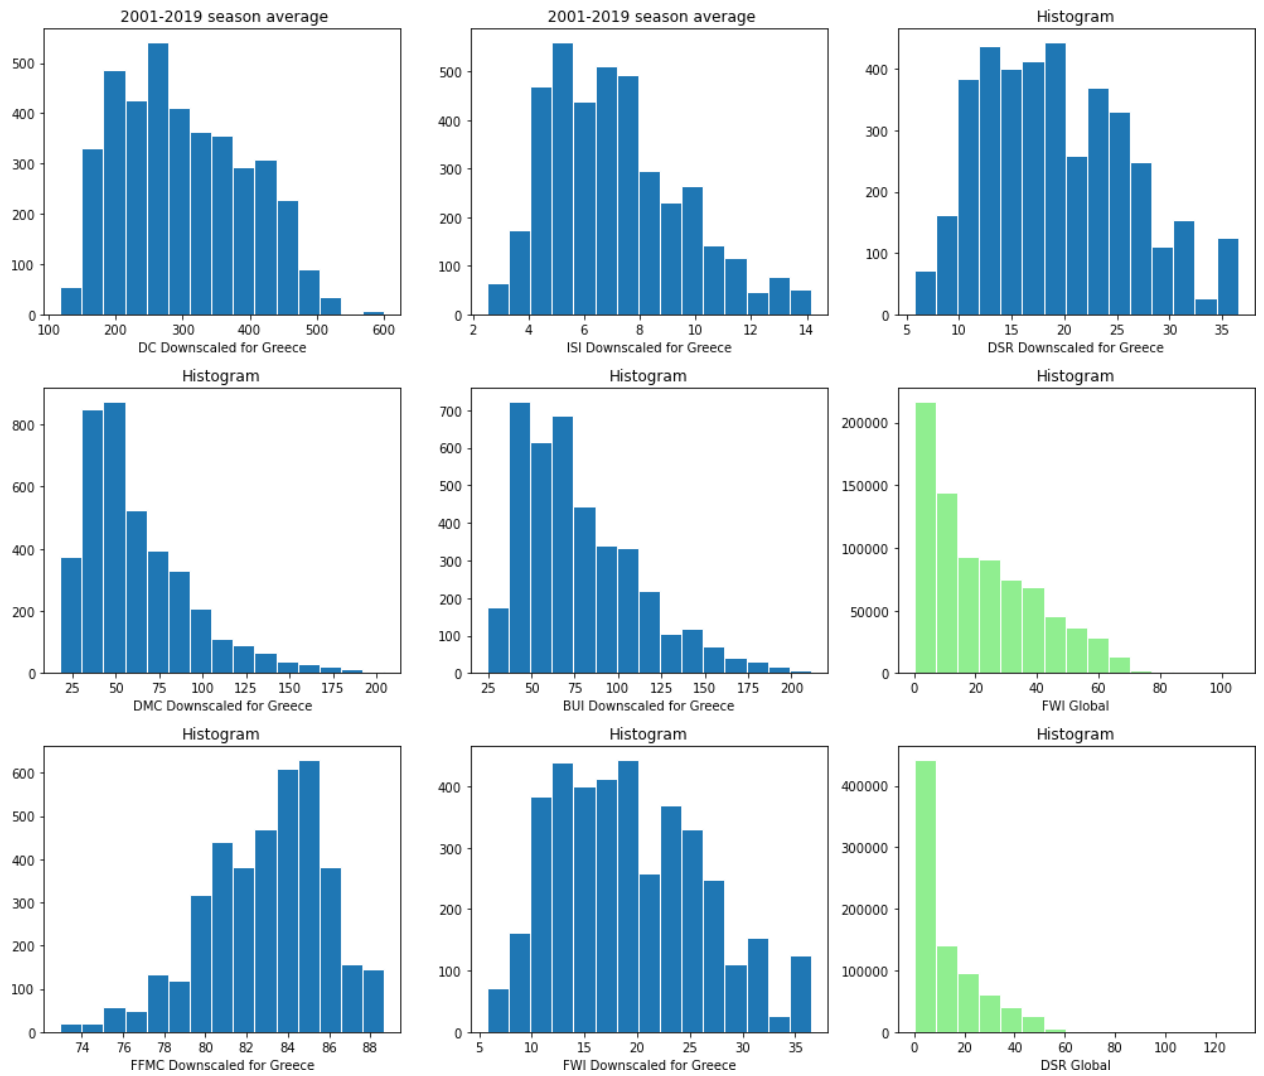 2001-2019 season average
500
400
300
200
100
0
100 200 300 400 500 600
DC Downscaled for Greece
2001-2019 season average
500
400
300
200
100
0
2 4 6 8 10 12 14
ISI Downscaled for Greece
Histogram
400
300
200
100
0
5 10 15 20 25 30 35
DSR Downscaled for Greece
Histogram
800
600
400
200
0
25 50 75 100 125 150 175 200
DMC Downscaled for Greece
Histogram
700
600
500
400
300
200
100
0
25 50 75 100 125 150 175 200
BUI Downscaled for Greece
Histogram
200000
150000
100000
50000
0
0 20 40 60 80 100
FWI Global
Histogram
600
500
400
300
200
100
0
74 76 78 80 82 84 86 88
FFMC Downscaled for Greece
Histogram
400
300
200
100
0
5 10 15 20 25 30 35
FWI Downscaled for Greece
Histogram
400000
300000
200000
100000
0
0 20 40 60 80 100 120
DSR Global